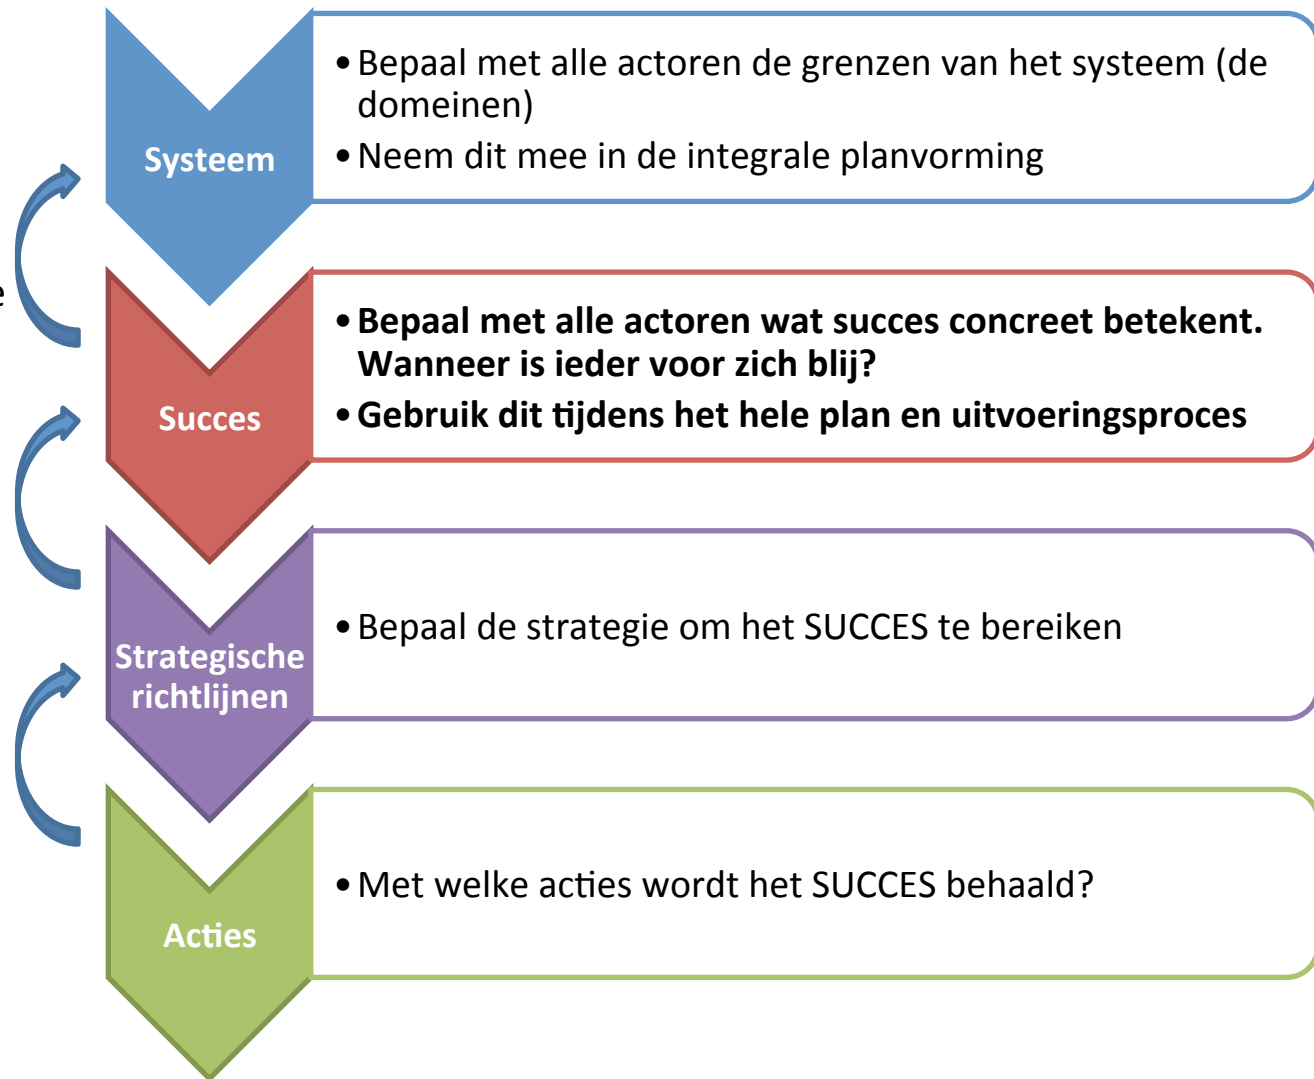 Systeem
• Bepaal met alle actoren de grenzen van het systeem (de
domeinen)
• Neem dit mee in de integrale planvorming
e
Succes
• Bepaal met alle actoren wat succes concreet betekent.
Wanneer is ieder voor zich blij?
• Gebruik dit tijdens het hele plan en uitvoeringsproces
Strategische
richtlijnen
• Bepaal de strategie om het SUCCES te bereiken
Acties
• Met welke acties wordt het SUCCES behaald?